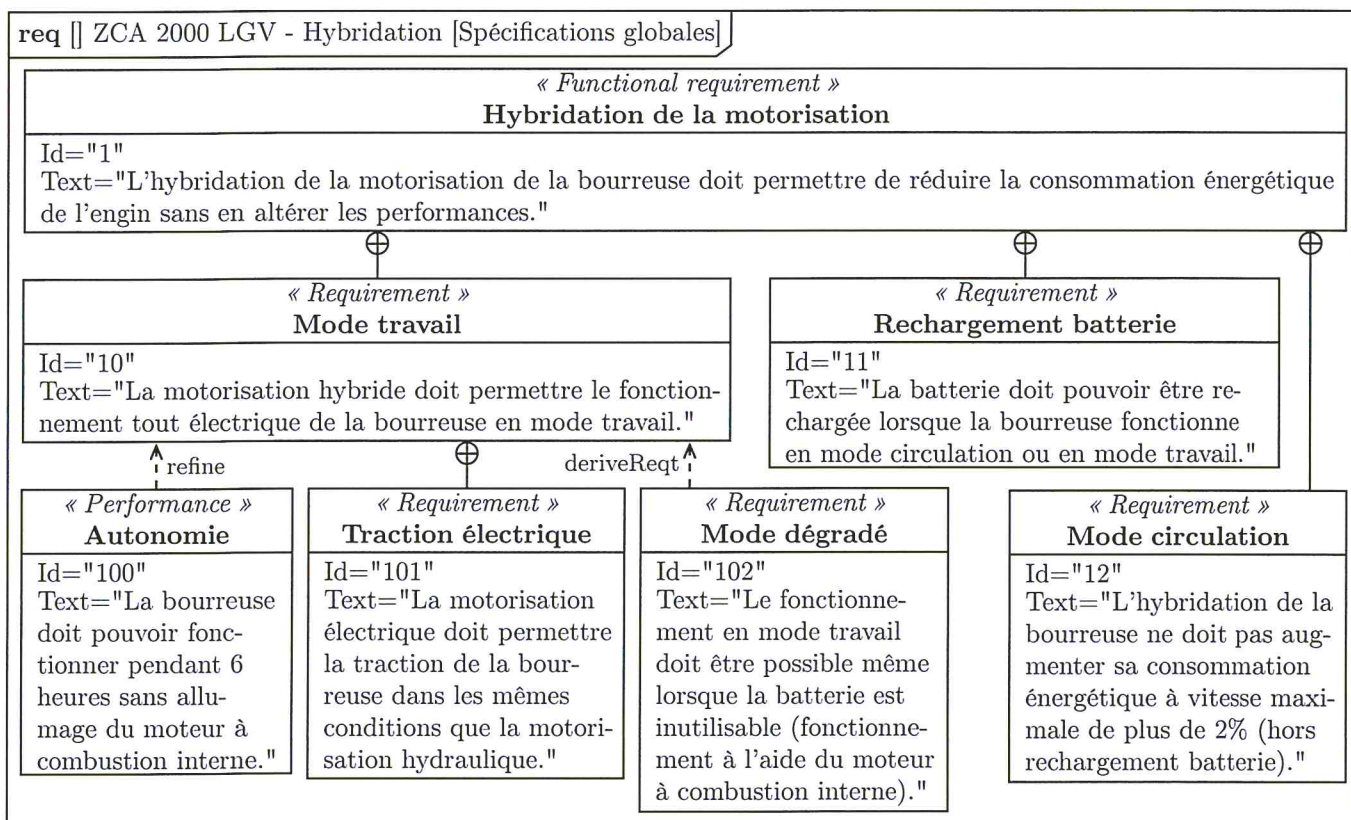 req [] ZCA 2000 LGV - Hybridation [Spécifications globales]
« Functional requirement »
Hybridation de la motorisation
Id="1"
Text="L'hybridation de la motorisation de la bourreuse doit permettre de réduire la consommation énergétique
de l'engin sans en altérer les performances."
« Requirement »
Mode travail
Id="10"
Text="La motorisation hybride doit permettre le fonction-
nement tout électrique de la bourreuse en mode travail."
« Requirement »
Rechargement batterie
Id="11"
Text="La batterie doit pouvoir être re-
chargée lorsque la bourreuse fonctionne
en mode circulation ou en mode travail."
refine
deriveReqt
« Performance »
Autonomie
Id="100"
Text="La bourreuse
doit pouvoir fonc-
tionner pendant 6
heures sans allu-
mage du moteur à
combustion interne."
« Requirement »
Traction électrique
Id="101"
Text="La motorisation
électrique doit permettre
la traction de la bour-
reuse dans les mêmes
conditions que la motori-
sation hydraulique."
« Requirement »
Mode dégradé
Id="102"
Text="Le fonctionne-
ment en mode travail
doit être possible même
lorsque la batterie est
inutilisable (fonctionne-
ment à l'aide du moteur
à combustion interne)."
« Requirement »
Mode circulation
Id="12"
Text="L'hybridation de la
bourreuse ne doit pas aug-
menter sa consommation
énergétique à vitesse maxi-
male de plus de 2% (hors
rechargement batterie)."